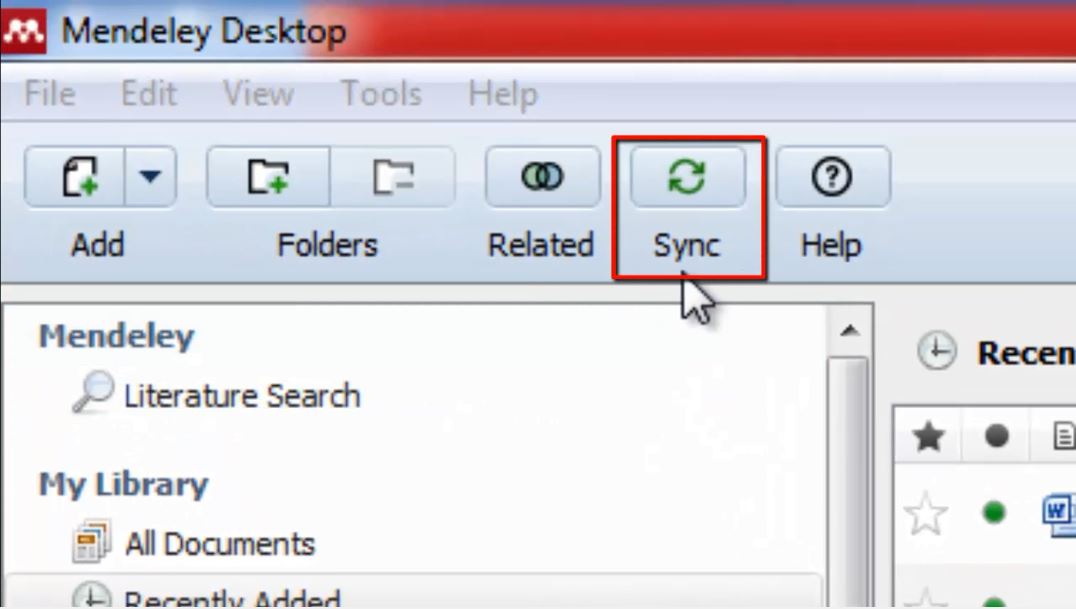 Mendeley Desktop
File Edit View Tools Help
Add Folders Related Sync Help
Mendeley
Literature Search
Recen
My Library
All Documents
Recently Added